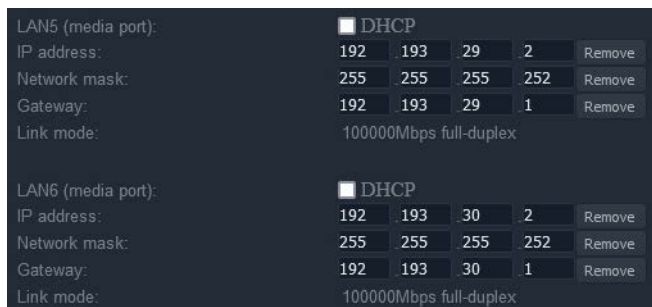 LAN5 (media port): DHCP
IP address: 192 .193 .29 .2 Remove
Network mask: 255 .255 .255 .252 Remove
Gateway: 192 .193 .29 .1 Remove
Link mode: 100000Mbps full-duplex
LAN6 (media port): DHCP
IP address: 192 .193 .30 .2 Remove
Network mask: 255 .255 .255 .252 Remove
Gateway: 192 .193 .30 .1 Remove
Link mode: 100000Mbps full-duplex